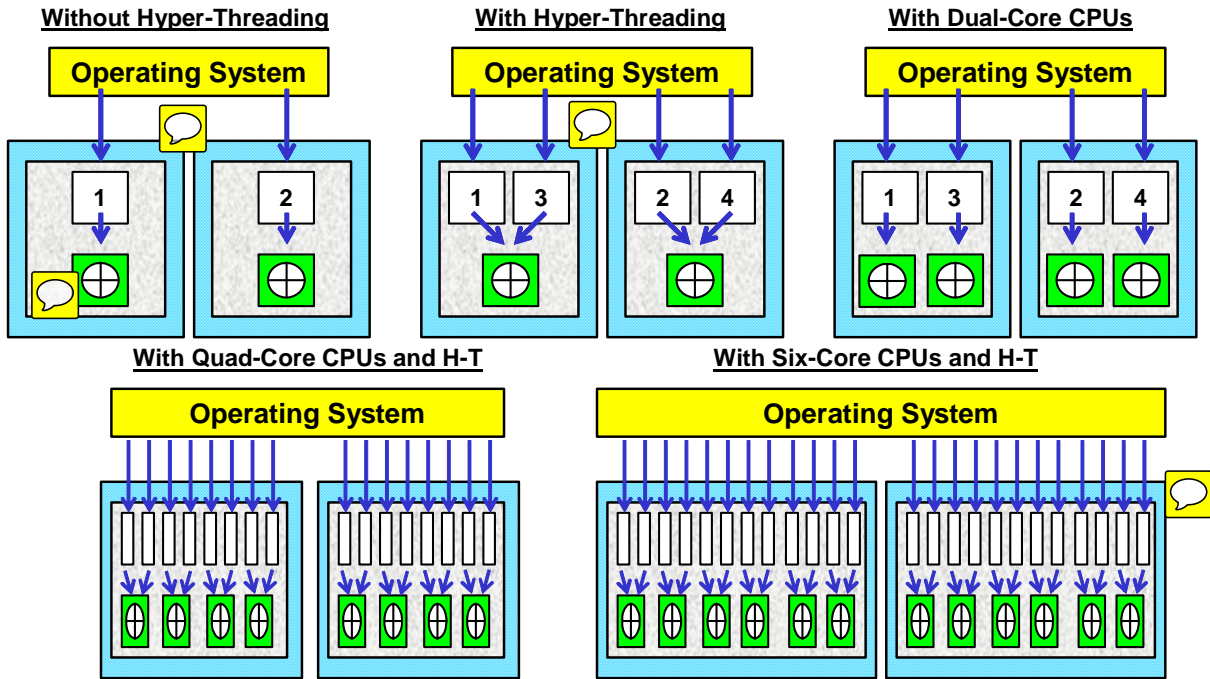 Without Hyper-Threading
With Hyper-Threading
With Dual-Core CPUs
Operating System
Operating System
Operating System
1
2
1
3
2
4
1
3
2
4
With Quad-Core CPUs and H-T
With Six-Core CPUs and H-T
Operating System
Operating System